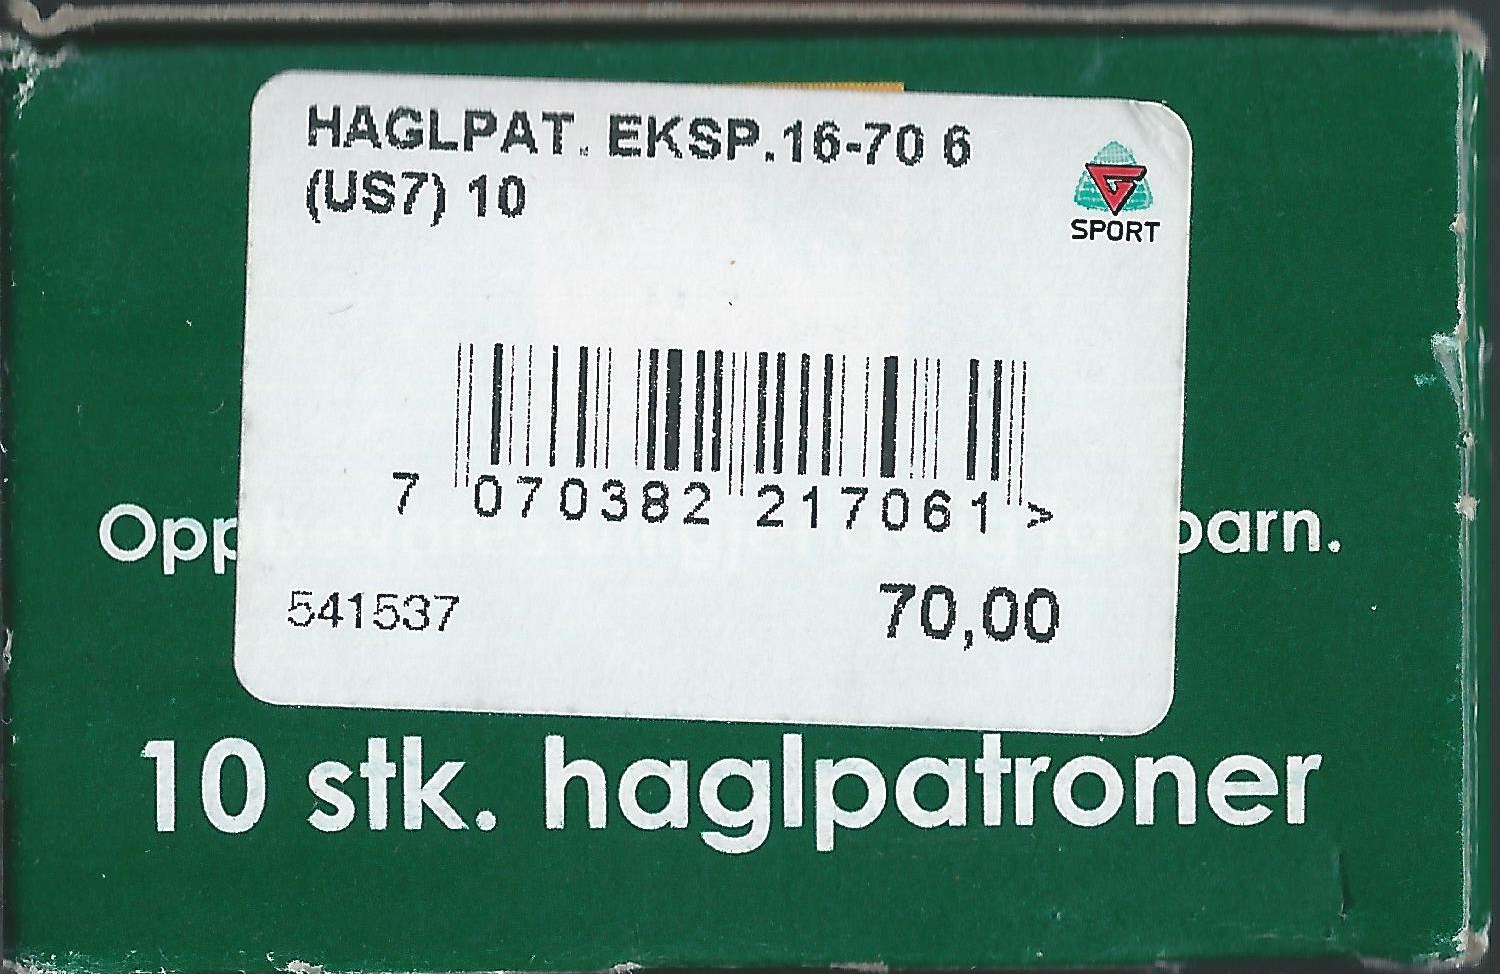 HAGLPAT. EKSP.16-70 6
(US7) 10
G
SPORT
7 070382 217061 >
Opp
barn.
541537
70,00
10 stk. haglpatroner